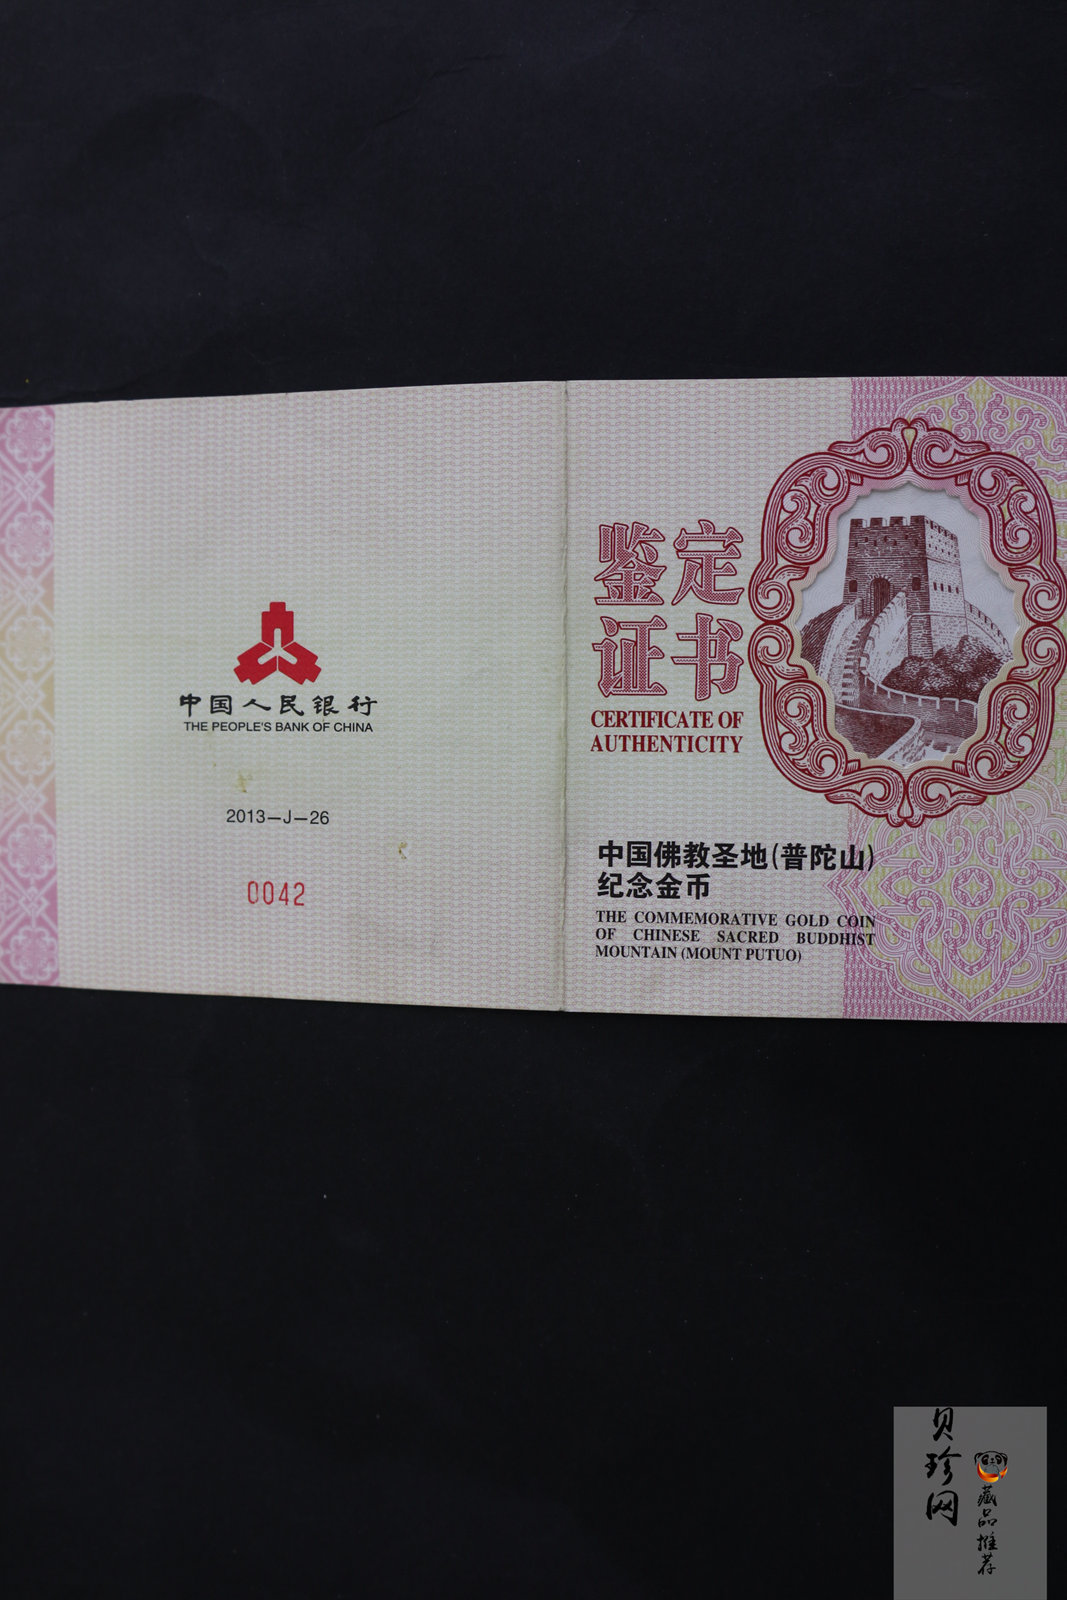 中国人民银行
THE PEOPLE'S BANK OF CHINA
2013-J-26
0042
鉴定
证书
CERTIFICATE OF
AUTHENTICITY
中国佛教圣地(普陀山)
纪念金币
THE COMMEMORATIVE GOLD COIN
OF CHINESE SACRED BUDDHIST
MOUNTAIN (MOUNT PUTUO)
贝珍网
藏品推荐